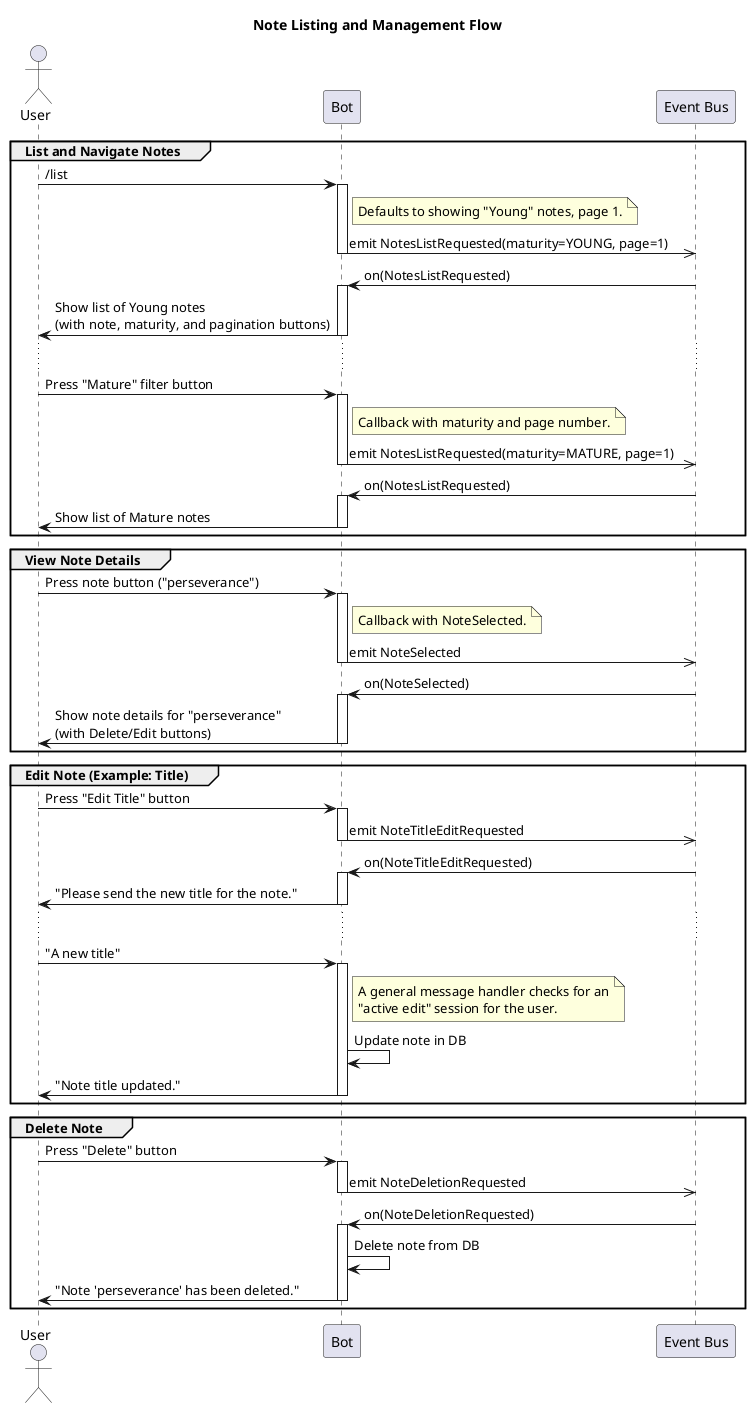 Note Listing and Management Flow
User
Bot
Event Bus
List and Navigate Notes
/list
Defaults to showing "Young" notes, page 1.
emit NotesListRequested(maturity=YOUNG, page=1)
on(NotesListRequested)
Show list of Young notes
(with note, maturity, and pagination buttons)
Press "Mature" filter button
Callback with maturity and page number.
emit NotesListRequested(maturity=MATURE, page=1)
on(NotesListRequested)
Show list of Mature notes
View Note Details
Press note button ("perseverance")
Callback with NoteSelected.
emit NoteSelected
on(NoteSelected)
Show note details for "perseverance"
(with Delete/Edit buttons)
Edit Note (Example: Title)
Press "Edit Title" button
emit NoteTitleEditRequested
on(NoteTitleEditRequested)
"Please send the new title for the note."
"A new title"
A general message handler checks for an
"active edit" session for the user.
Update note in DB
"Note title updated."
Delete Note
Press "Delete" button
emit NoteDeletionRequested
on(NoteDeletionRequested)
Delete note from DB
"Note 'perseverance' has been deleted."
User
Bot
Event Bus